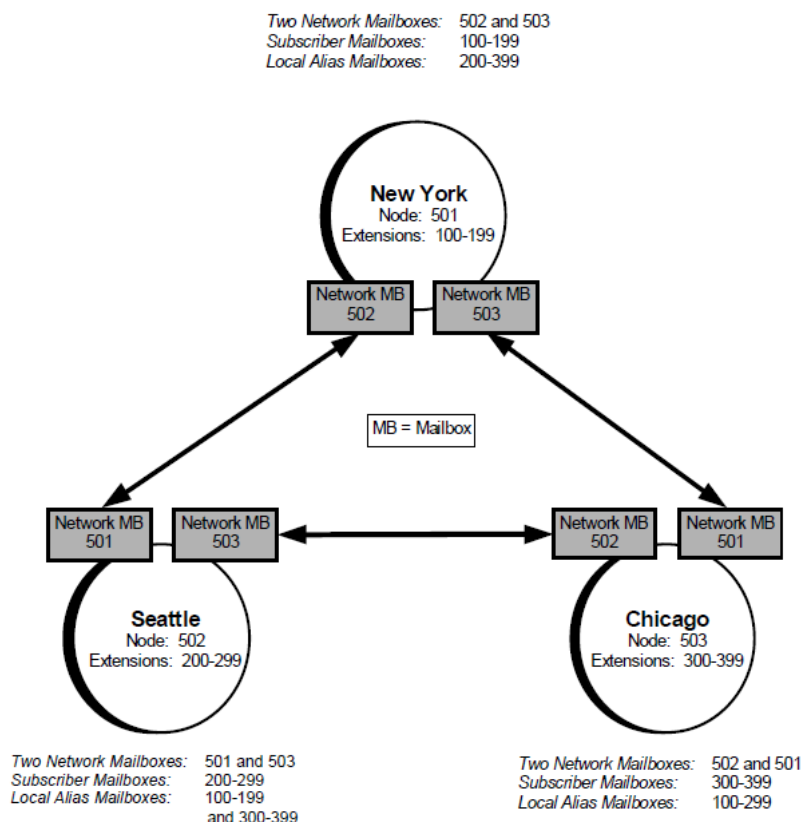 Two Network Mailboxes: 502 and 503
Subscriber Mailboxes: 100-199
Local Alias Mailboxes: 200-399
New York
Node: 501
Extensions: 100-199
Network MB
502
Network MB
503
MB = Mailbox
Network MB
501
Network MB
503
Network MB
502
Network MB
501
Seattle
Node: 502
Extensions: 200-299
Chicago
Node: 503
Extensions: 300-399
Two Network Mailboxes: 501 and 503
Subscriber Mailboxes: 200-299
Local Alias Mailboxes: 100-199
and 300-399
Two Network Mailboxes: 502 and 501
Subscriber Mailboxes: 300-399
Local Alias Mailboxes: 100-299